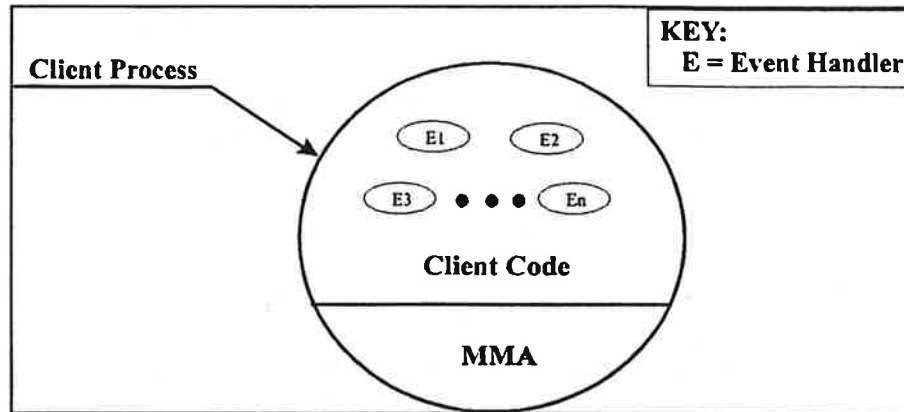 KEY:
E = Event Handler
Client Process
E1
E2
E3
● ● ●
En
Client Code
MMA